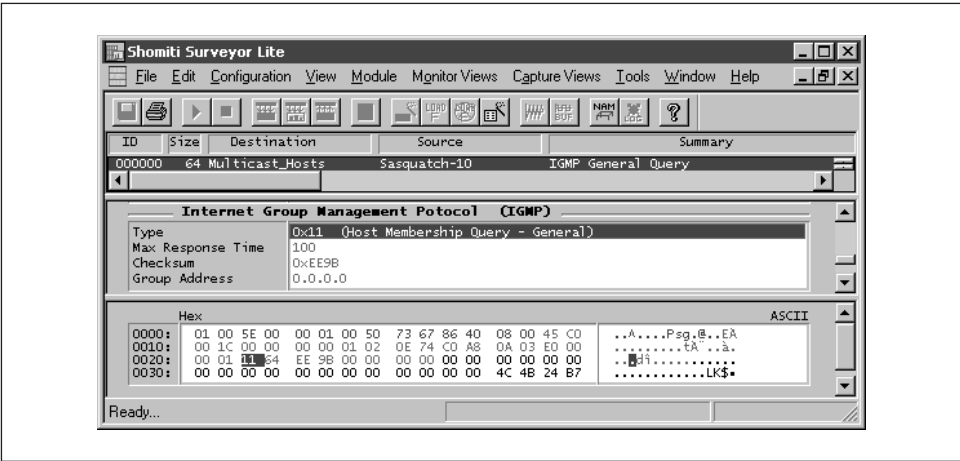 Shomiti Surveyor Lite
File Edit Configuration View Module Monitor Views Capture Views Tools Window Help
NAM
ID Size Destination Source Summary
000000 64 Multicast_Hosts Sasquatch-10 IGMP General Query
Internet Group Management Potocol (IGMP)
Type 0x11 (Host Membership Query - General)
Max Response Time 100
Checksum 0xEE9B
Group Address 0.0.0.0
Hex ASCII
0000: 01 00 5E 00 00 01 00 50 73 67 86 40 08 00 45 C0 ..A....Psg.@..EÀ
0010: 00 1C 00 00 00 00 01 02 0E 74 C0 A8 0A 03 E0 00 .........tÀ¨..à.
0020: 00 01 11 64 EE 9B 00 00 00 00 00 00 00 00 00 00 ...dî...........
0030: 00 00 00 00 00 00 00 00 00 00 00 00 4C 4B 24 B7 ............LK$▪
Ready...